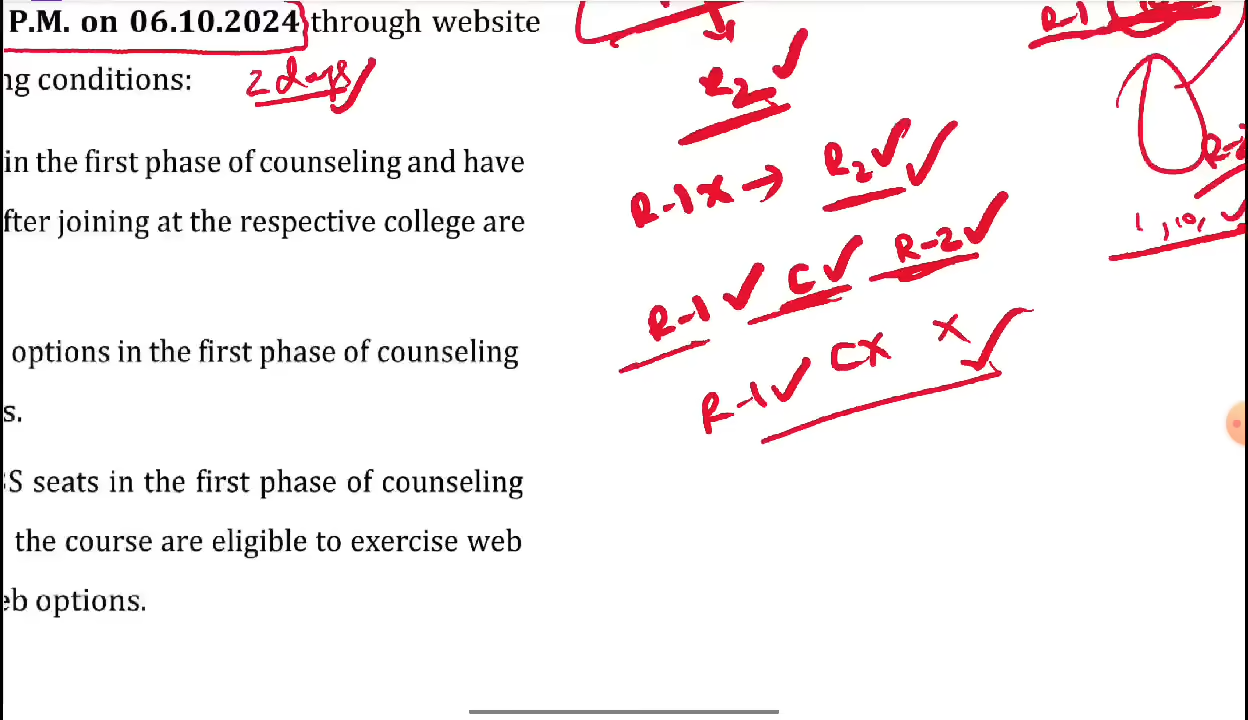 P.M. on 06.10.2024 through website
ng conditions: 2 days
in the first phase of counseling and have
fter joining at the respective college are
options in the first phase of counseling
s.
S seats in the first phase of counseling
the course are eligible to exercise web
eb options.
R2 ✓
R-1 x → R2 ✓ ✓
R-1 ✓ C ✓ R-2 ✓
R-1 ✓ C x x ✓
R-1
R-2